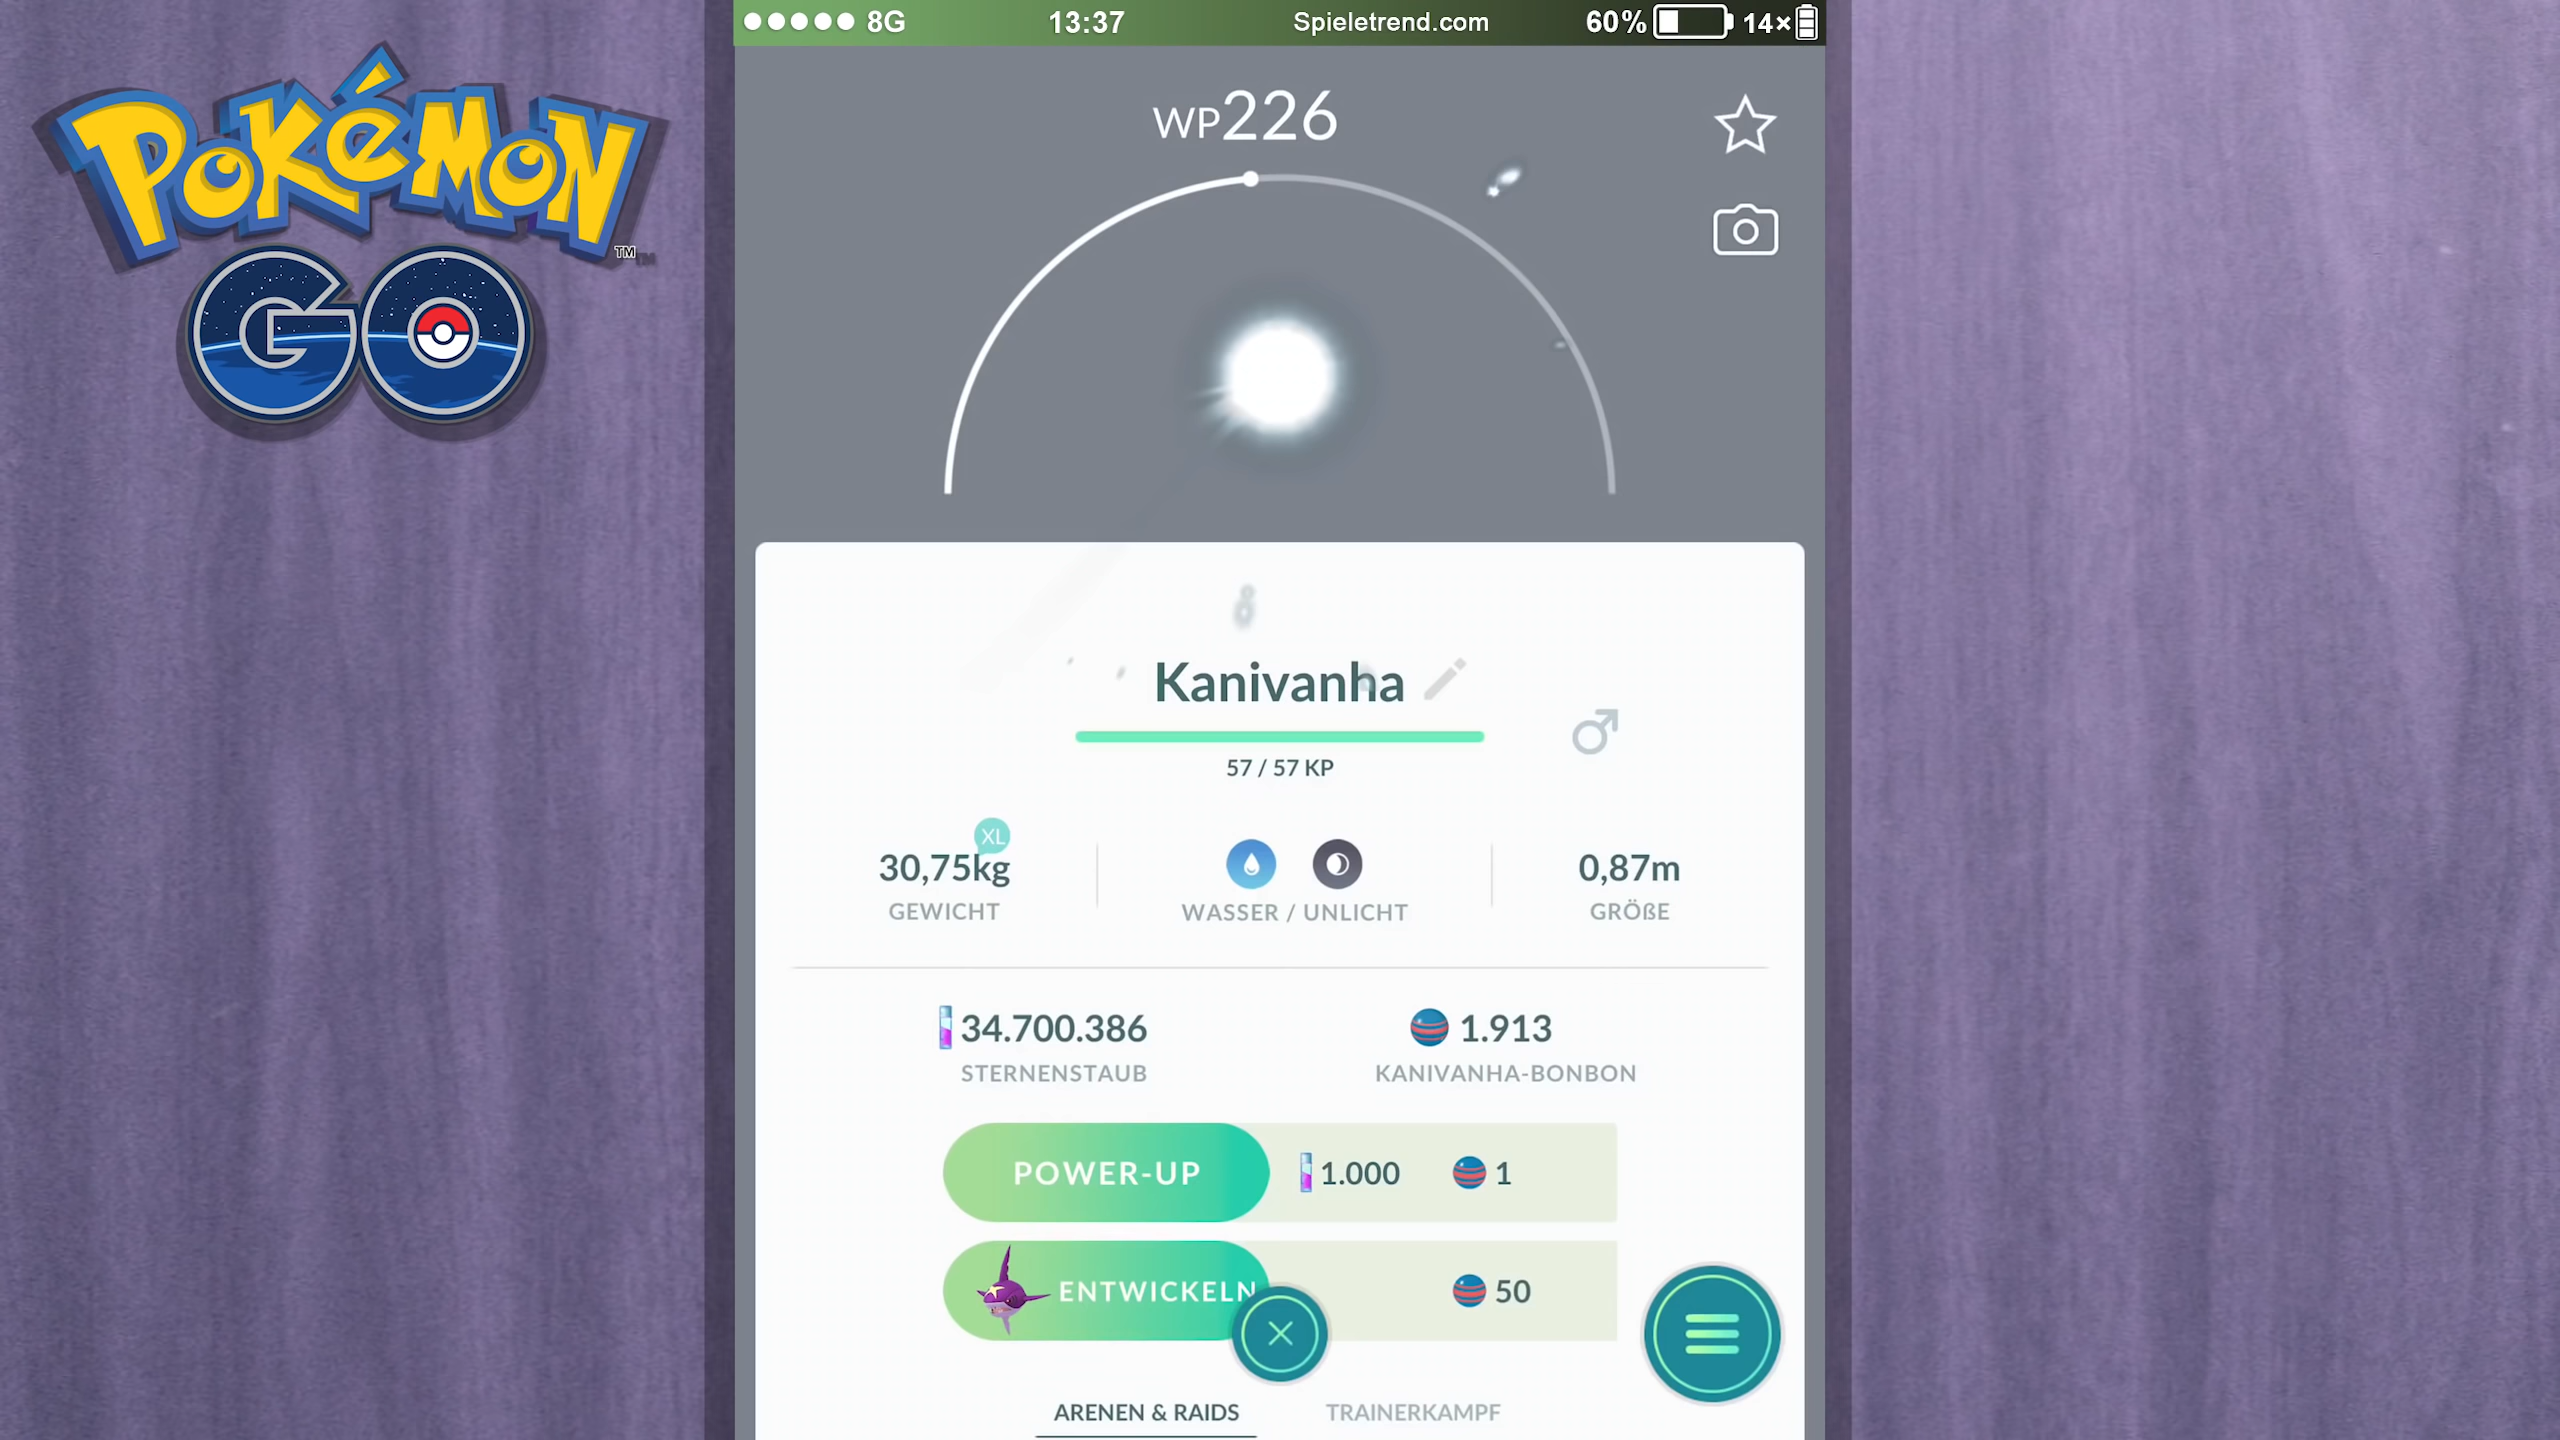 POKéMON
GO
TM
8G 13:37 Spieletrend.com 60% 14×
WP226
Kanivanha
57 / 57 KP
XL
30,75kg
GEWICHT
WASSER / UNLICHT
0,87m
GRÖßE
34.700.386
STERNENSTAUB
1.913
KANIVANHA-BONBON
POWER-UP 1.000 1
ENTWICKELN 50
ARENEN & RAIDS TRAINERKAMPF